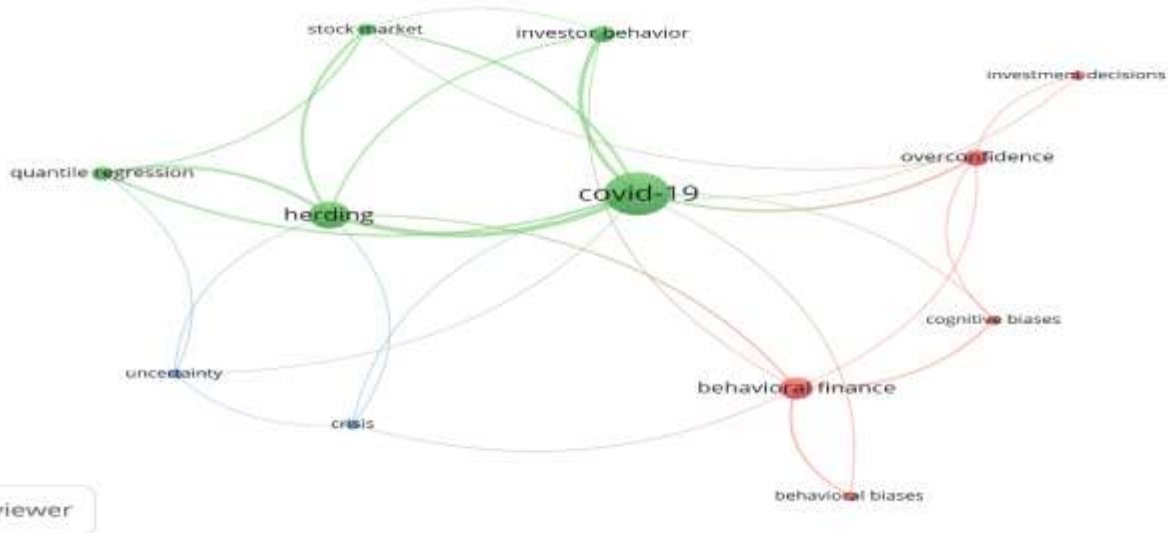 stock market
investor behavior
investment decisions
overconfidence
quantile regression
covid-19
herding
cognitive biases
uncertainty
behavioral finance
crisis
behavioral biases
viewer